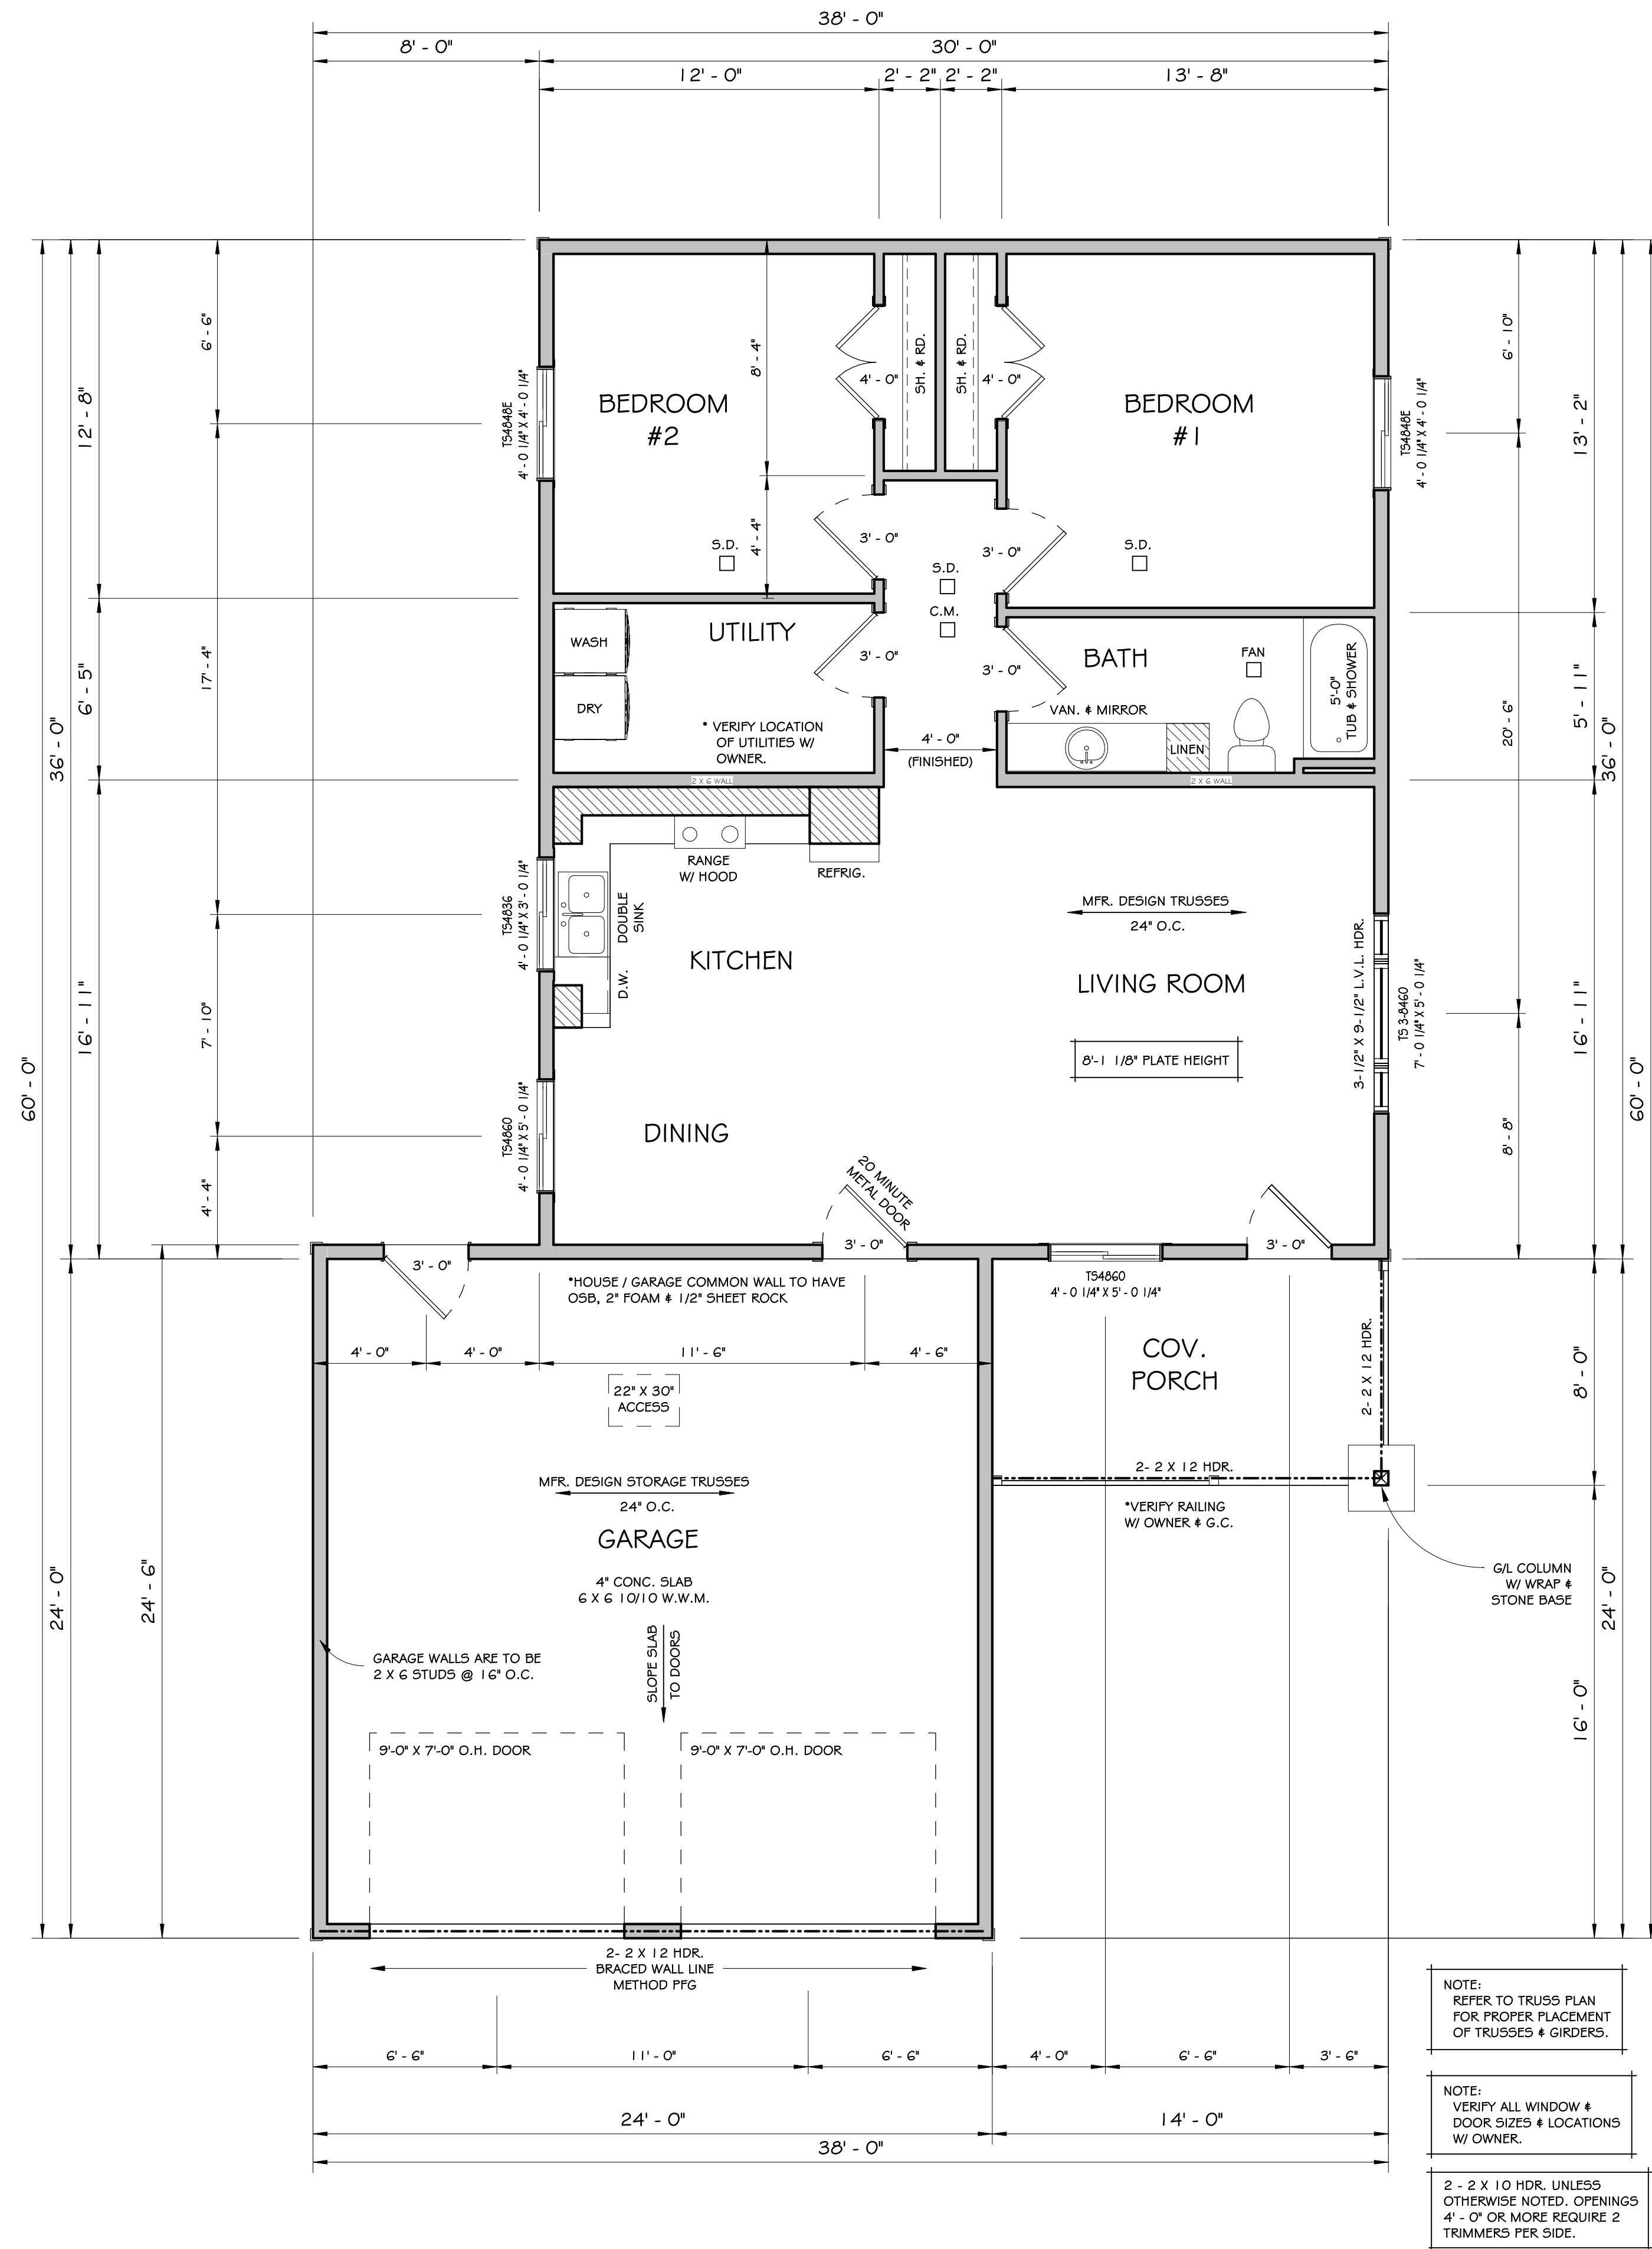 38' - 0"
8' - 0" 30' - 0"
12' - 0" 2' - 2" 2' - 2" 13' - 8"
60' - 0"
36' - 0"
12' - 8"
6' - 5"
16' - 11"
6' - 6"
17' - 4"
7' - 10"
4' - 4"
24' - 0"
24' - 6"
TS4848E
4' - 0 1/4" X 4' - 0 1/4"
BEDROOM
#2
8' - 4"
4' - 4"
S.D.
4' - 0"
SH. & RD.
SH. & RD.
4' - 0"
BEDROOM
#1
S.D.
TS4848E
4' - 0 1/4" X 4' - 0 1/4"
3' - 0"
3' - 0"
S.D.
C.M.
3' - 0"
3' - 0"
WASH
DRY
UTILITY
* VERIFY LOCATION
OF UTILITIES W/
OWNER.
4' - 0"
(FINISHED)
BATH
FAN
VAN. & MIRROR
LINEN
5'-0"
TUB & SHOWER
2 X 6 WALL
2 X 6 WALL
TS4836
4' - 0 1/4" X 3' - 0 1/4"
RANGE
W/ HOOD
REFRIG.
DOUBLE
SINK
D.W.
KITCHEN
MFR. DESIGN TRUSSES
24" O.C.
LIVING ROOM
8'-1 1/8" PLATE HEIGHT
3-1/2" X 9-1/2" L.V.L. HDR.
TS 3-8460
7' - 0 1/4" X 5' - 0 1/4"
TS4860
4' - 0 1/4" X 5' - 0 1/4"
DINING
20 MINUTE
METAL DOOR
3' - 0"
3' - 0"
3' - 0"
*HOUSE / GARAGE COMMON WALL TO HAVE
OSB, 2" FOAM & 1/2" SHEET ROCK
TS4860
4' - 0 1/4" X 5' - 0 1/4"
4' - 0" 4' - 0" 11' - 6" 4' - 6"
22" X 30"
ACCESS
COV.
PORCH
2- 2 X 12 HDR.
2- 2 X 12 HDR.
*VERIFY RAILING
W/ OWNER & G.C.
MFR. DESIGN STORAGE TRUSSES
24" O.C.
GARAGE
4" CONC. SLAB
6 X 6 10/10 W.W.M.
SLOPE SLAB
TO DOORS
GARAGE WALLS ARE TO BE
2 X 6 STUDS @ 16" O.C.
9'-0" X 7'-0" O.H. DOOR
9'-0" X 7'-0" O.H. DOOR
G/L COLUMN
W/ WRAP &
STONE BASE
6' - 10"
20' - 6"
8' - 8"
13' - 2"
5' - 11"
16' - 11"
8' - 0"
16' - 0"
36' - 0"
24' - 0"
60' - 0"
2- 2 X 12 HDR.
BRACED WALL LINE
METHOD PFG
6' - 6" 11' - 0" 6' - 6" 4' - 0" 6' - 6" 3' - 6"
24' - 0" 14' - 0"
38' - 0"
NOTE:
REFER TO TRUSS PLAN
FOR PROPER PLACEMENT
OF TRUSSES & GIRDERS.
NOTE:
VERIFY ALL WINDOW &
DOOR SIZES & LOCATIONS
W/ OWNER.
2 - 2 X 10 HDR. UNLESS
OTHERWISE NOTED. OPENINGS
4' - 0" OR MORE REQUIRE 2
TRIMMERS PER SIDE.